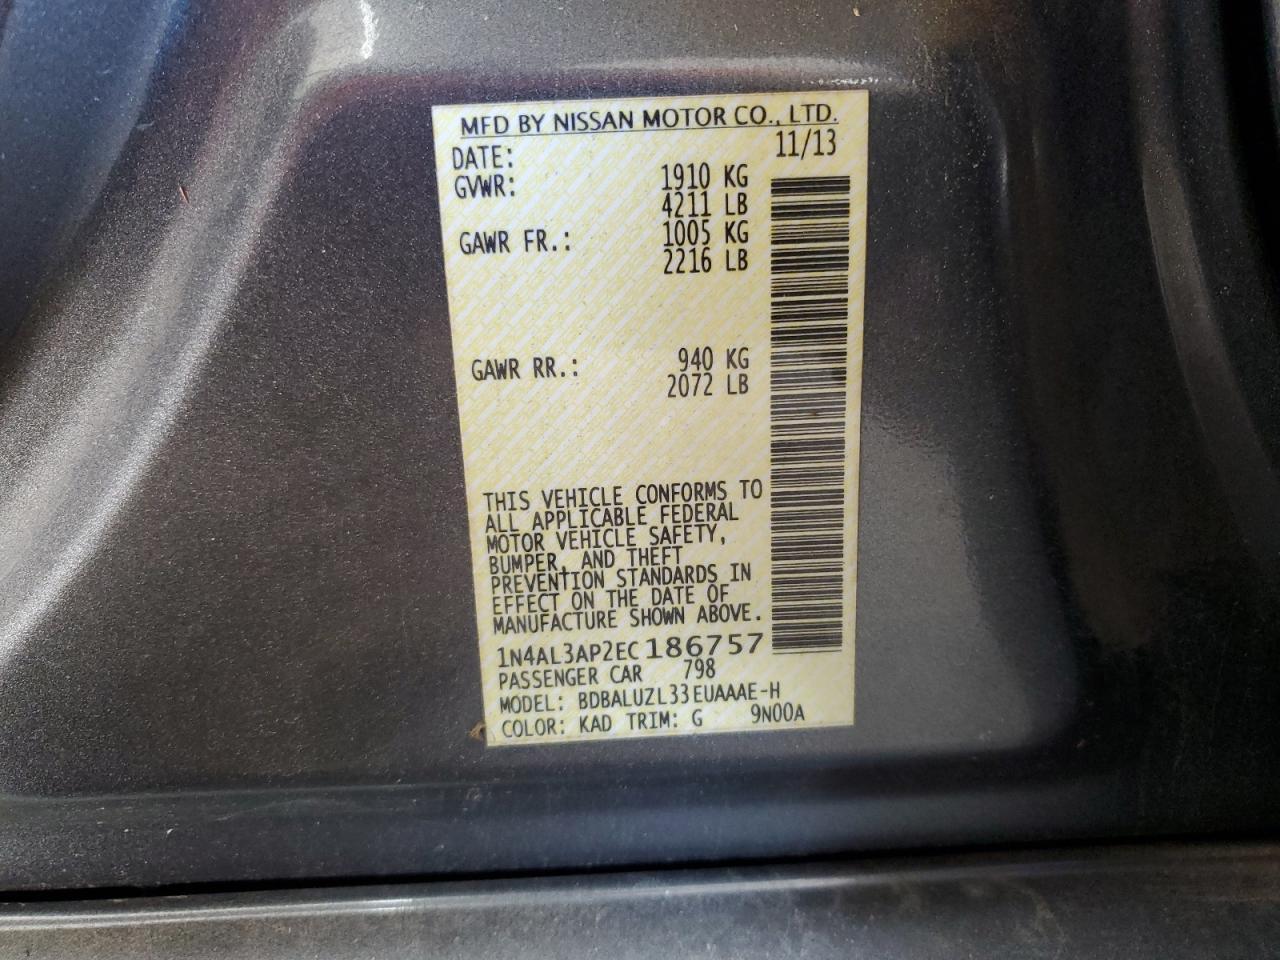 MFD BY NISSAN MOTOR CO., LTD.
DATE: 11/13
GVWR: 1910 KG
4211 LB
GAWR FR.: 1005 KG
2216 LB
GAWR RR.: 940 KG
2072 LB
THIS VEHICLE CONFORMS TO
ALL APPLICABLE FEDERAL
MOTOR VEHICLE SAFETY,
BUMPER, AND THEFT
PREVENTION STANDARDS IN
EFFECT ON THE DATE OF
MANUFACTURE SHOWN ABOVE.
1N4AL3AP2EC186757
PASSENGER CAR 798
MODEL: BDBALUZL33EUAAAE-H
COLOR: KAD TRIM: G 9N00A